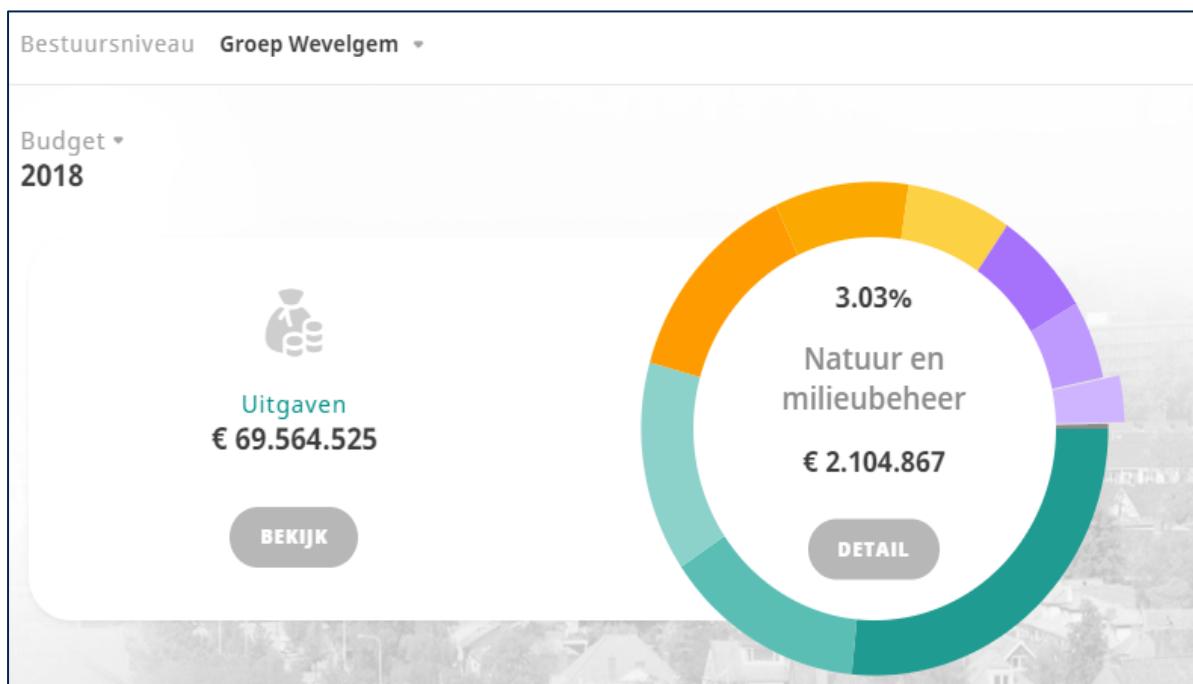 Bestuursniveau Groep Wevelgem
Budget
2018
Uitgaven
€ 69.564.525
BEKIJK
3.03%
Natuur en
milieubeheer
€ 2.104.867
DETAIL